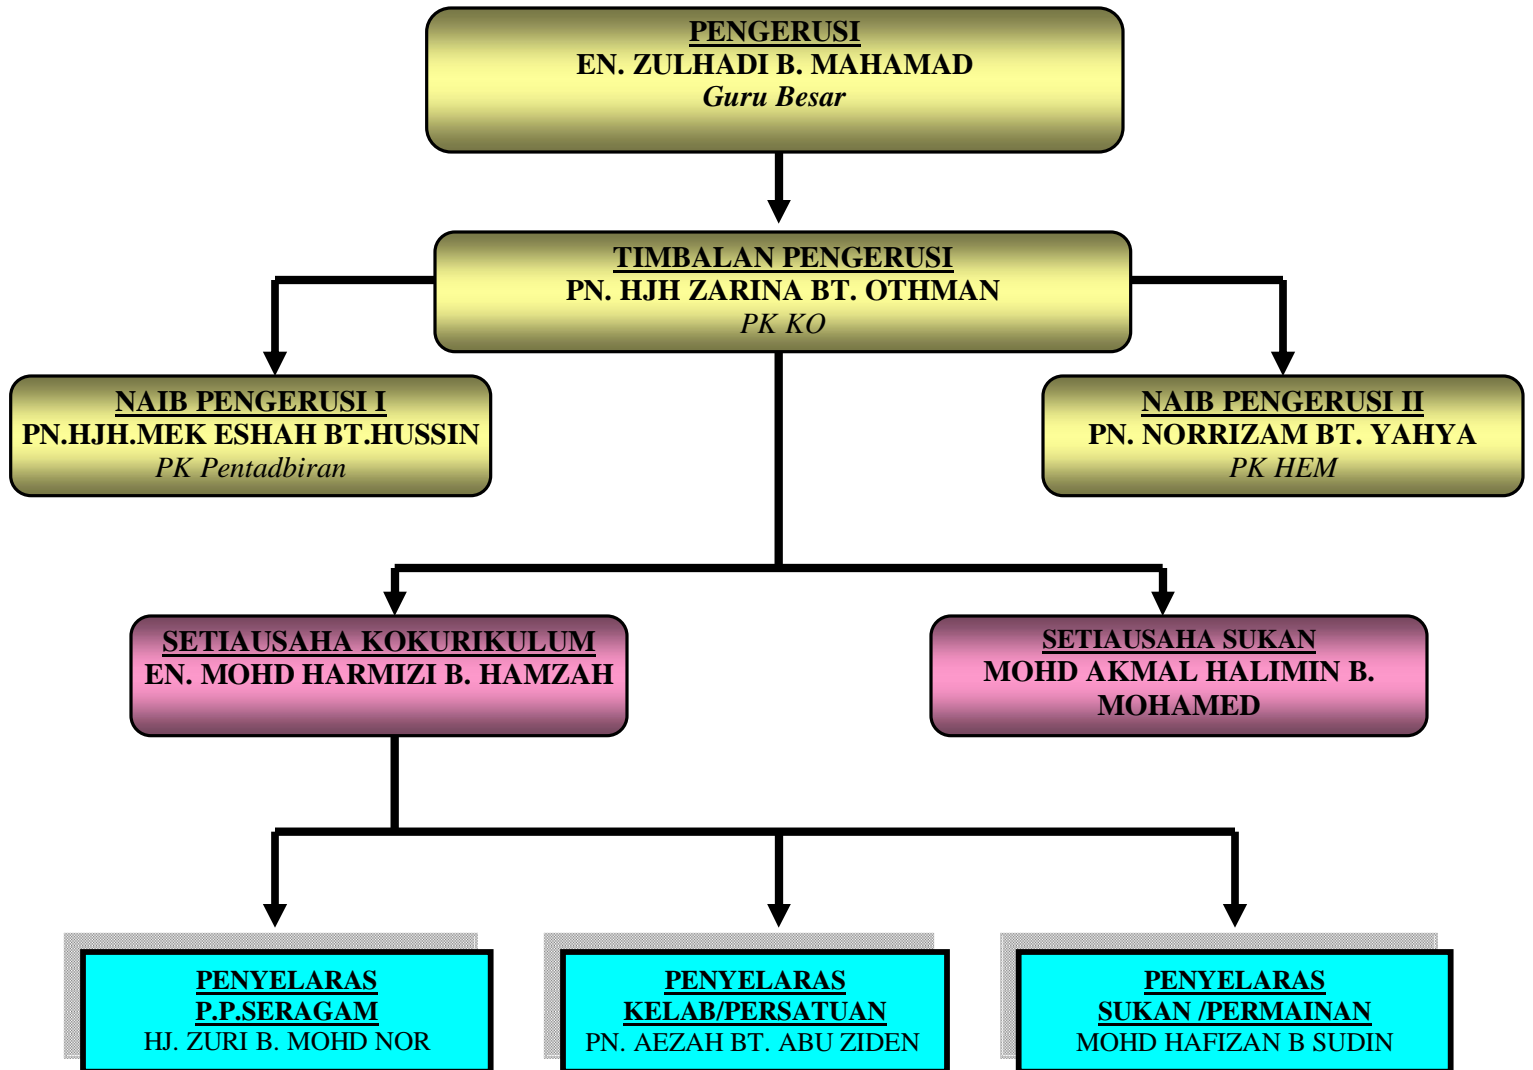 PENGERUSI
EN. ZULHADI B. MAHAMAD
Guru Besar
TIMBALAN PENGERUSI
PN. HJH ZARINA BT. OTHMAN
PK KO
NAIB PENGERUSI I
PN.HJH.MEK ESHAH BT.HUSSIN
PK Pentadbiran
NAIB PENGERUSI II
PN. NORRIZAM BT. YAHYA
PK HEM
SETIAUSAHA KOKURIKULUM
EN. MOHD HARMIZI B. HAMZAH
SETIAUSAHA SUKAN
MOHD AKMAL HALIMIN B.
MOHAMED
PENYELARAS
P.P.SERAGAM
HJ. ZURI B. MOHD NOR
PENYELARAS
KELAB/PERSATUAN
PN. AEZAH BT. ABU ZIDEN
PENYELARAS
SUKAN /PERMAINAN
MOHD HAFIZAN B SUDIN